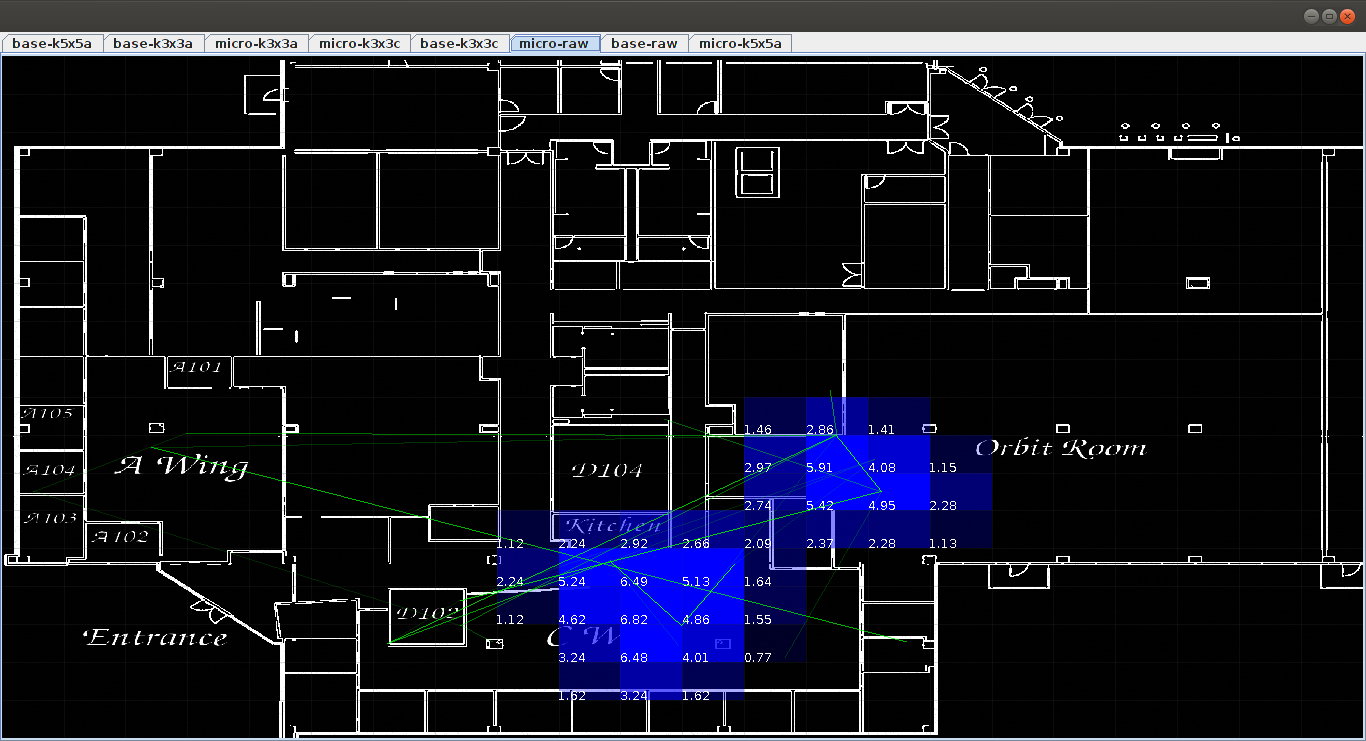 base-k5x5a base-k3x3a micro-k3x3a micro-k3x3c base-k3x3c micro-raw base-raw micro-k5x5a
A101
A105
1.46 2.86 1.41
A Wing D104 Orbit Room
A104 2.97 5.91 4.08 1.15
2.74 5.42 4.95 2.28
A103 Kitchen
A102 1.12 2.24 2.92 2.66 2.09 2.37 2.28 1.13
2.24 5.24 6.49 5.13 1.64
D102
1.12 4.62 6.82 4.86 1.55
Entrance C W
3.24 6.48 4.01 0.77
1.62 3.24 1.62